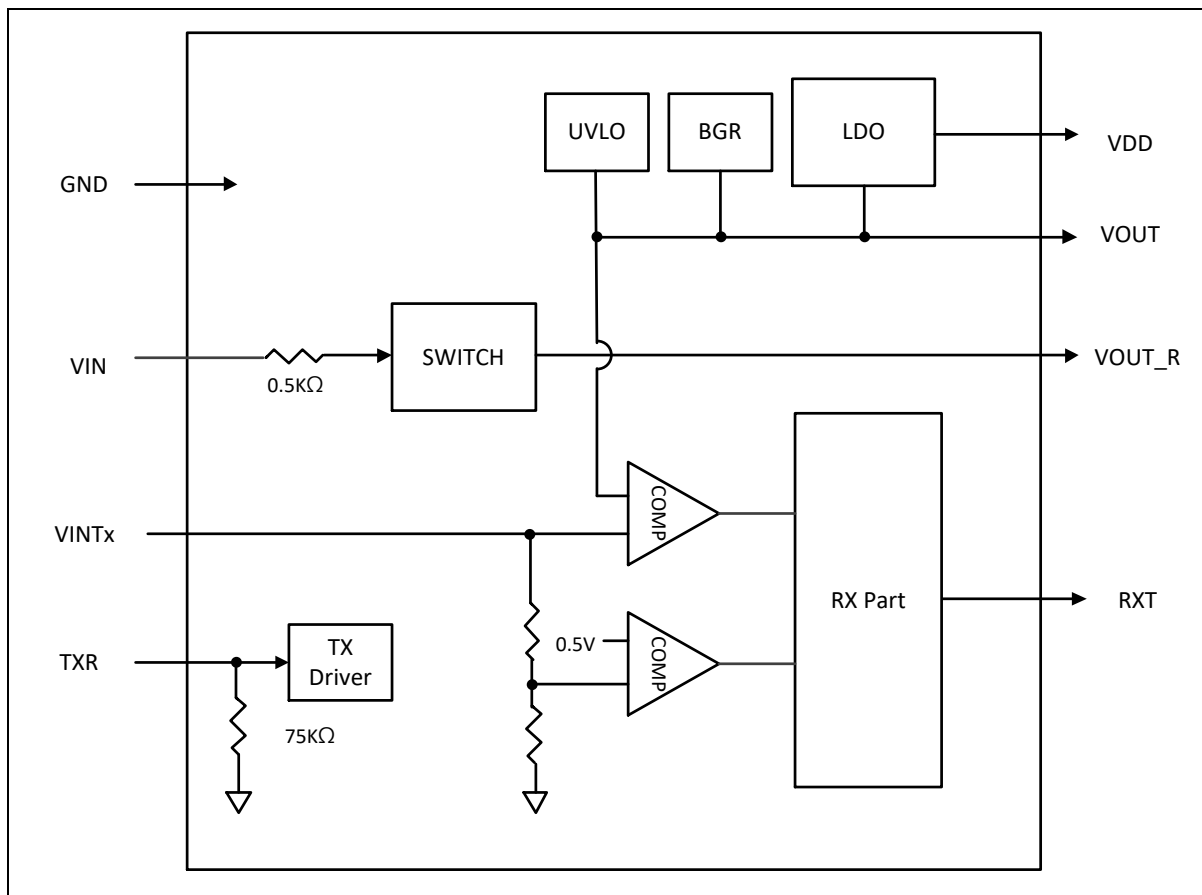 UVLO
BGR
LDO
VDD
GND
VOUT
VIN
0.5KΩ
SWITCH
VOUT_R
COMP
VINTx
RX Part
RXT
0.5V
COMP
TXR
TX
Driver
75KΩ